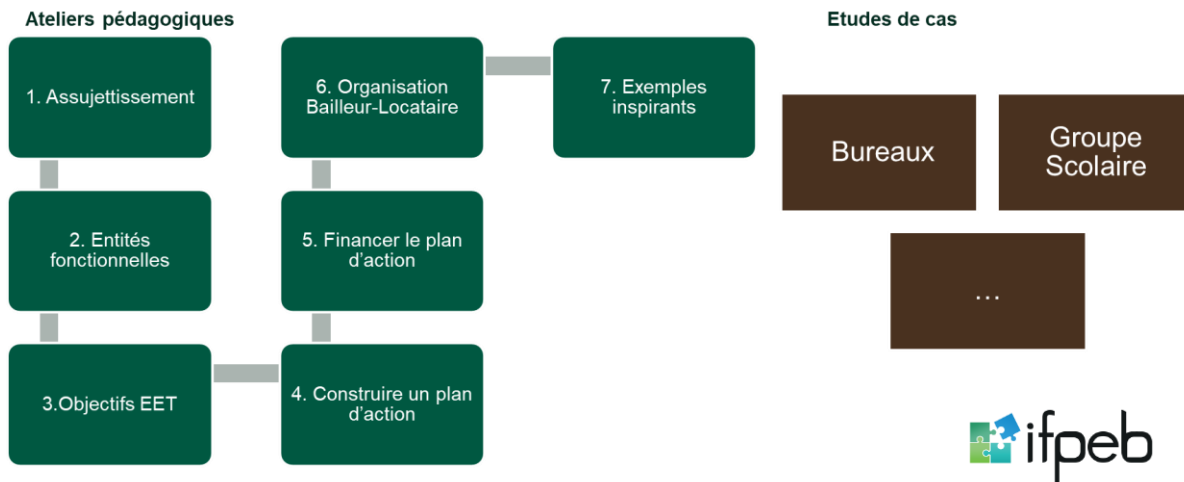 Ateliers pédagogiques
1. Assujettissement
2. Entités
fonctionnelles
3.Objectifs EET
4. Construire un plan
d'action
5. Financer le plan
d'action
6. Organisation
Bailleur-Locataire
7. Exemples
inspirants
Etudes de cas
Bureaux
Groupe
Scolaire
…
ifpeb